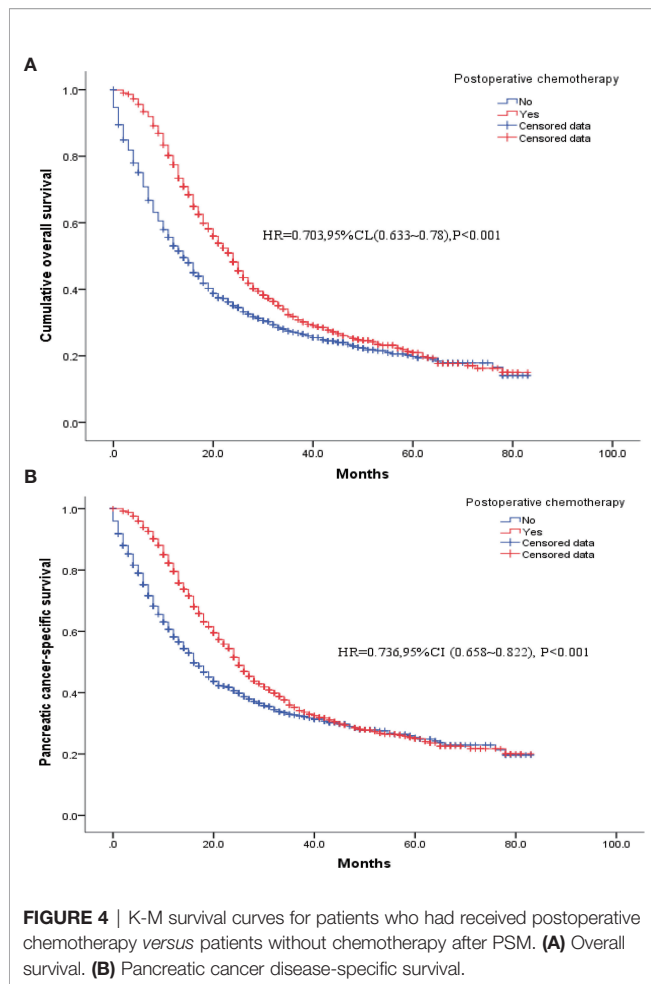 A
Postoperative chemotherapy
No
Yes
Censored data
Censored data
1.0
0.8
0.6
0.4
0.2
0.0
Cumulative overall survival
HR=0.703,95%CL(0.633~0.78),P<0.001
.0 20.0 40.0 60.0 80.0 100.0
Months
B
Postoperative chemotherapy
No
Yes
Censored data
Censored data
1.0
0.8
0.6
0.4
0.2
0.0
Pancreatic cancer-specific survival
HR=0.736,95%CI (0.658~0.822), P<0.001
.0 20.0 40.0 60.0 80.0 100.0
Months
FIGURE 4 | K-M survival curves for patients who had received postoperative
chemotherapy versus patients without chemotherapy after PSM. (A) Overall
survival. (B) Pancreatic cancer disease-specific survival.